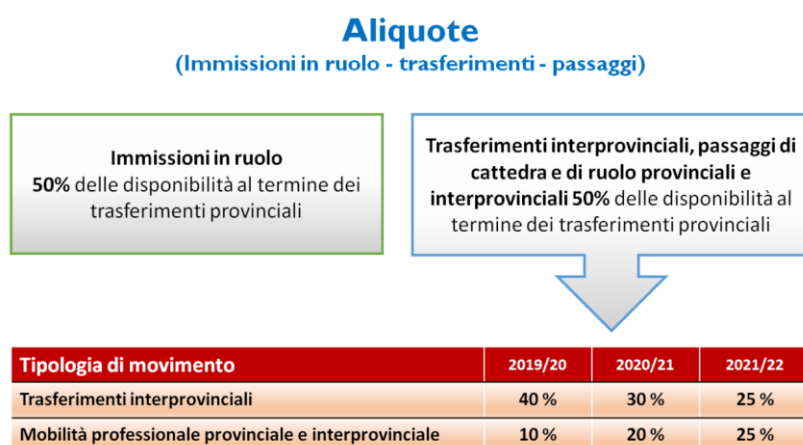 Aliquote
(Immissioni in ruolo - trasferimenti - passaggi)
Immissioni in ruolo
50% delle disponibilità al termine dei
trasferimenti provinciali
Trasferimenti interprovinciali, passaggi di
cattedra e di ruolo provinciali e
interprovinciali 50% delle disponibilità al
termine dei trasferimenti provinciali
Tipologia di movimento 2019/20 2020/21 2021/22
Trasferimenti interprovinciali 40 % 30 % 25 %
Mobilità professionale provinciale e interprovinciale 10 % 20 % 25 %